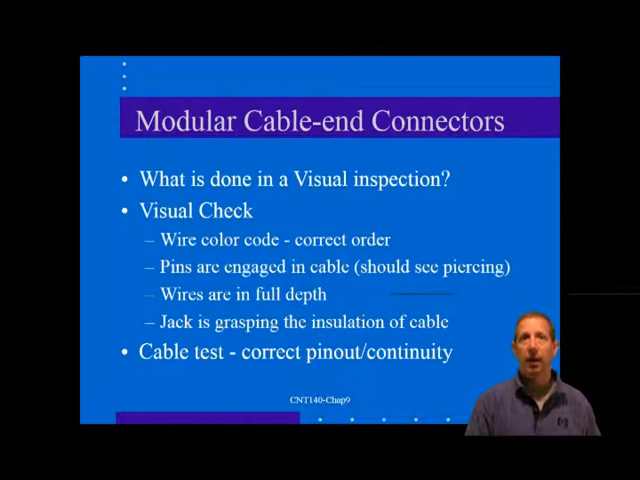 Modular Cable-end Connectors
• What is done in a Visual inspection?
• Visual Check
– Wire color code - correct order
– Pins are engaged in cable (should see piercing)
– Wires are in full depth
– Jack is grasping the insulation of cable
• Cable test - correct pinout/continuity
CNT140-Chap9